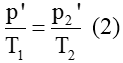 p'/T₁ = p₂'/T₂ (2)